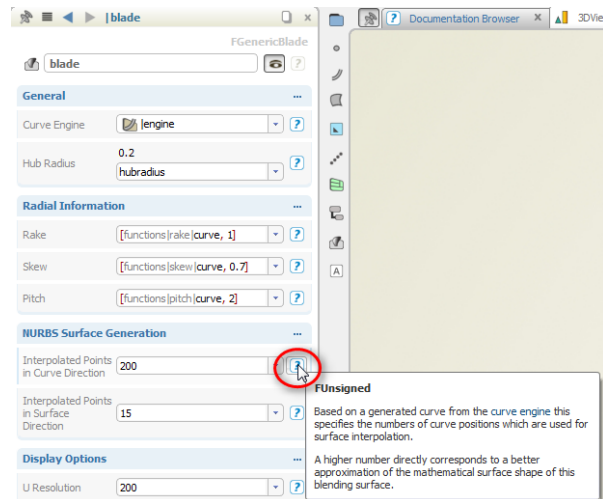 |blade
Documentation Browser
3DVie
FGenericBlade
blade
General
Curve Engine
|engine
Hub Radius
0.2
hubradius
Radial Information
Rake
[functions|rake|curve, 1]
Skew
[functions|skew|curve, 0.7]
Pitch
[functions|pitch|curve, 2]
NURBS Surface Generation
Interpolated Points
in Curve Direction
200
Interpolated Points
in Surface
Direction
15
Display Options
U Resolution
200
FUnsigned
Based on a generated curve from the curve engine this
specifies the numbers of curve positions which are used for
surface interpolation.
A higher number directly corresponds to a better
approximation of the mathematical surface shape of this
blending surface.